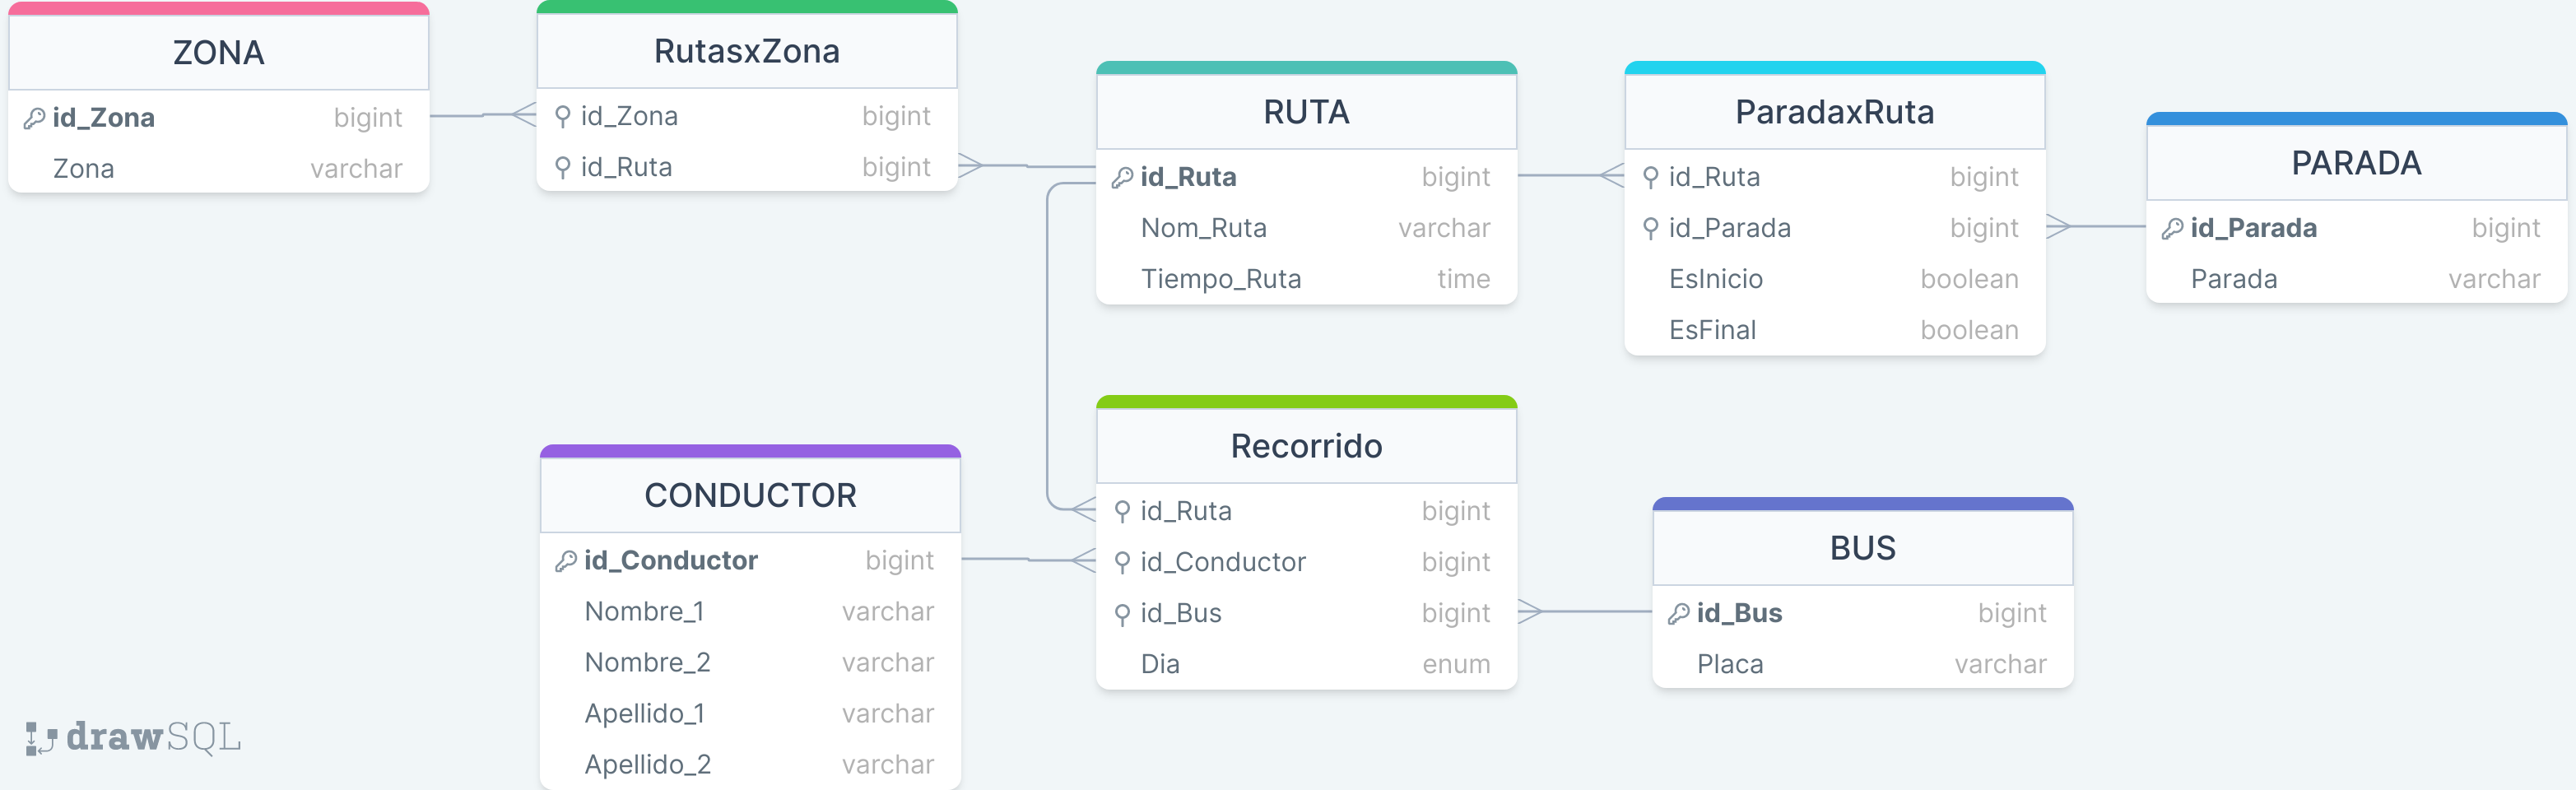 ZONA
id_Zona bigint
Zona varchar
RutasxZona
id_Zona bigint
id_Ruta bigint
RUTA
id_Ruta bigint
Nom_Ruta varchar
Tiempo_Ruta time
ParadaxRuta
id_Ruta bigint
id_Parada bigint
EsInicio boolean
EsFinal boolean
PARADA
id_Parada bigint
Parada varchar
CONDUCTOR
id_Conductor bigint
Nombre_1 varchar
Nombre_2 varchar
Apellido_1 varchar
Apellido_2 varchar
Recorrido
id_Ruta bigint
id_Conductor bigint
id_Bus bigint
Dia enum
BUS
id_Bus bigint
Placa varchar
drawSQL